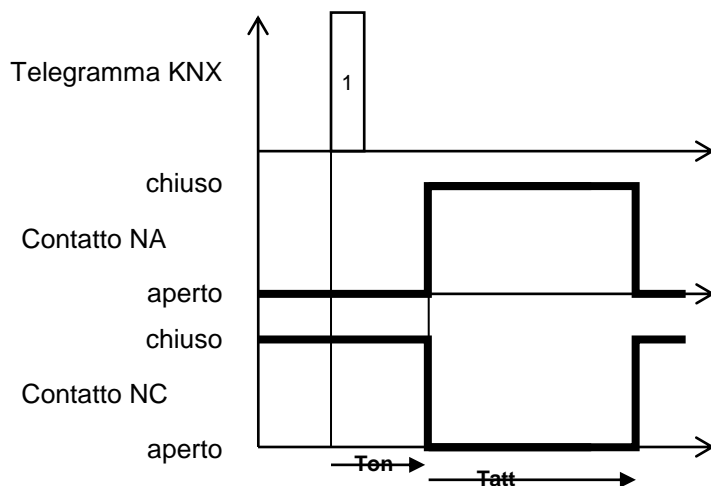 Telegramma KNX
1
chiuso
Contatto NA
aperto
chiuso
Contatto NC
aperto
Ton
Tatt